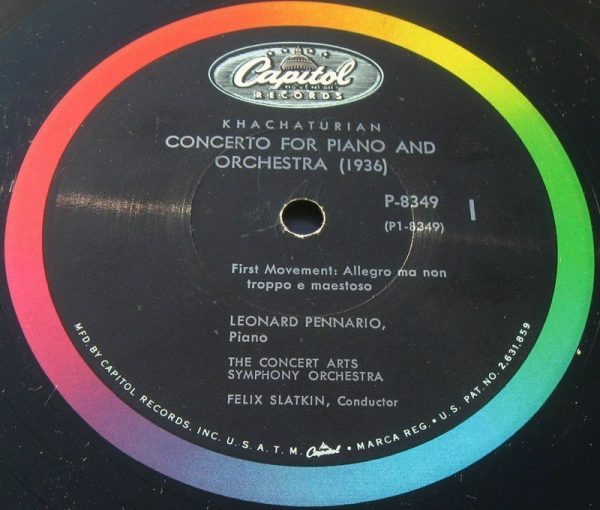 Capitol
RECORDS
KHACHATURIAN
CONCERTO FOR PIANO AND
ORCHESTRA (1936)
P-8349 1
(P1-8349)
First Movement: Allegro ma non
troppo e maestoso
LEONARD PENNARIO,
Piano
THE CONCERT ARTS
SYMPHONY ORCHESTRA
FELIX SLATKIN, Conductor
MFD. BY CAPITOL RECORDS, INC. U.S.A. T.M. Capitol • MARCA REG. • U.S. PAT. NO. 2,631,859